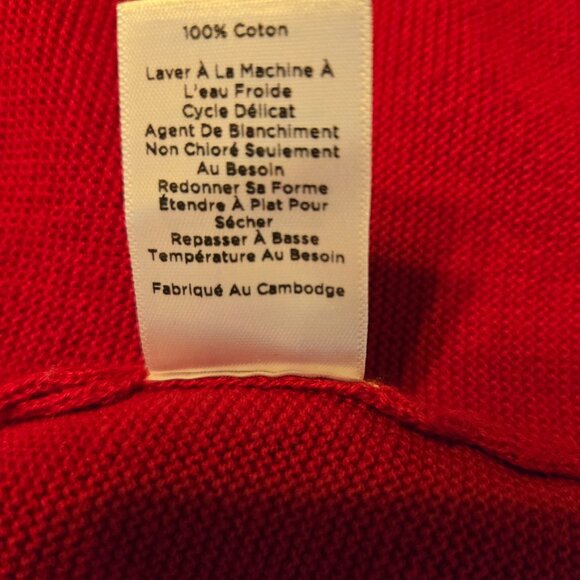 100% Coton
Laver À La Machine À
L'eau Froide
Cycle Délicat
Agent De Blanchiment
Non Chloré Seulement
Au Besoin
Redonner Sa Forme
Étendre À Plat Pour
Sécher
Repasser À Basse
Température Au Besoin
Fabriqué Au Cambodge